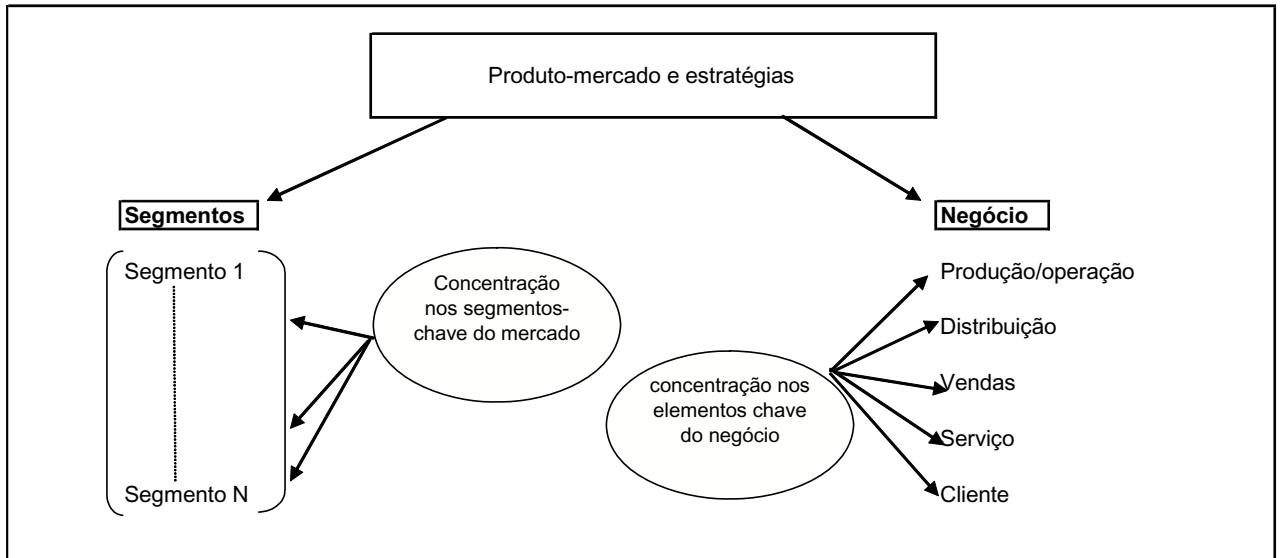 Produto-mercado e estratégias
Segmentos
Negócio
Segmento 1
Segmento N
Concentração
nos segmentos-
chave do mercado
concentração nos
elementos chave
do negócio
Produção/operação
Distribuição
Vendas
Serviço
Cliente